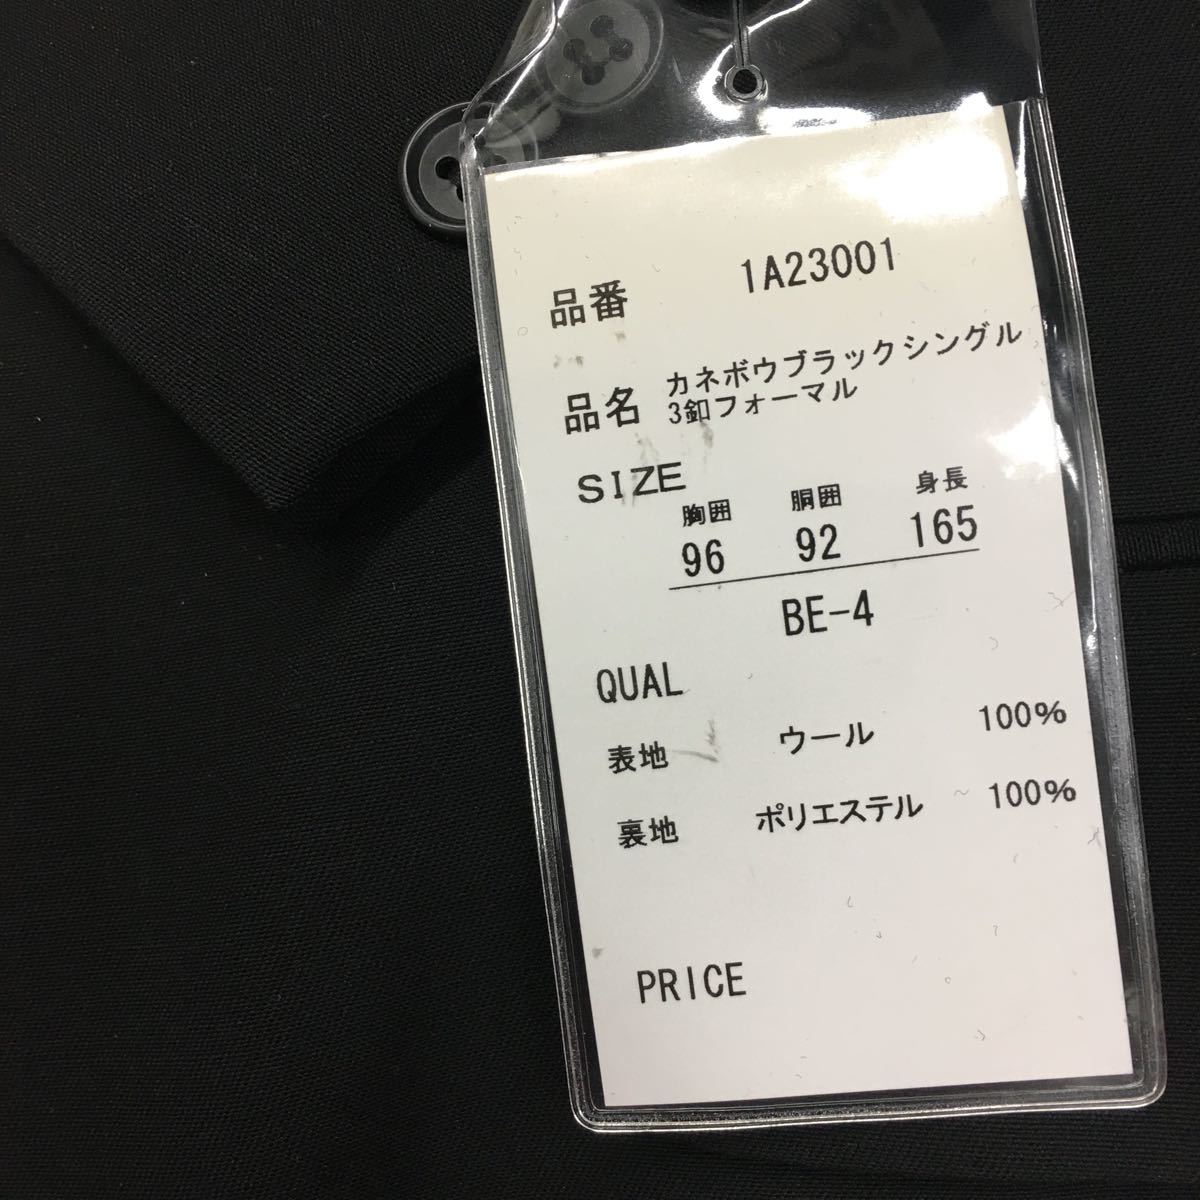 品番 1A23001
品名 カネボウブラックシングル
3釦フォーマル
SIZE
胸囲 胴囲 身長
96 92 165
BE-4
QUAL
表地 ウール 100%
裏地 ポリエステル 100%
PRICE